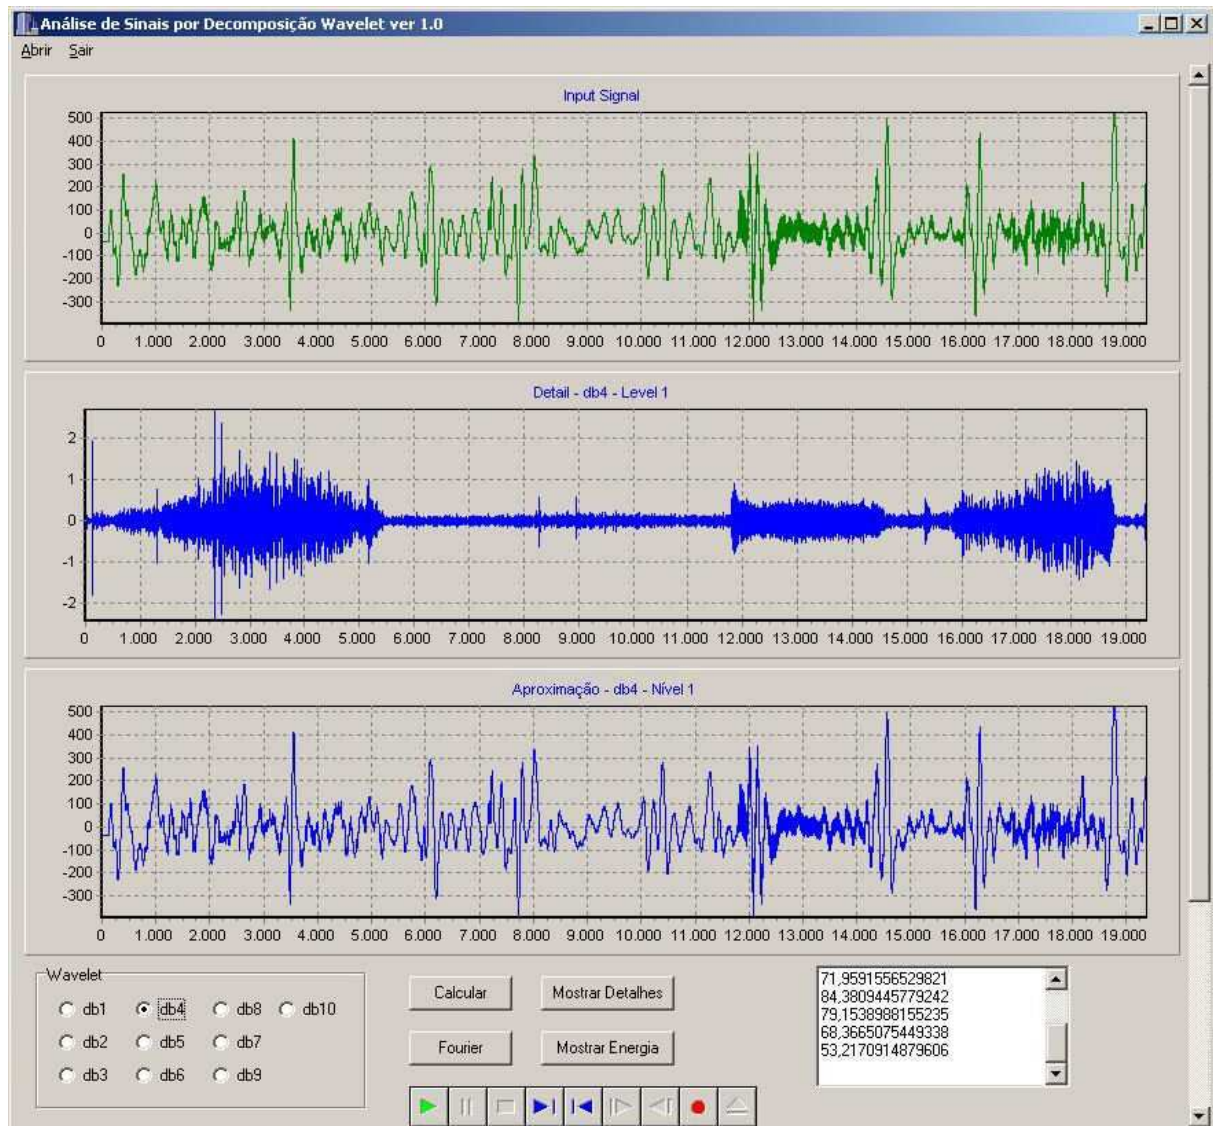 Análise de Sinais por Decomposição Wavelet ver 1.0
Abrir Sair
Input Signal
500
400
300
200
100
0
-100
-200
-300
0 1.000 2.000 3.000 4.000 5.000 6.000 7.000 8.000 9.000 10.000 11.000 12.000 13.000 14.000 15.000 16.000 17.000 18.000 19.000
Detail - db4 - Level 1
2
1
0
-1
-2
0 1.000 2.000 3.000 4.000 5.000 6.000 7.000 8.000 9.000 10.000 11.000 12.000 13.000 14.000 15.000 16.000 17.000 18.000 19.000
Aproximação - db4 - Nível 1
500
400
300
200
100
0
-100
-200
-300
0 1.000 2.000 3.000 4.000 5.000 6.000 7.000 8.000 9.000 10.000 11.000 12.000 13.000 14.000 15.000 16.000 17.000 18.000 19.000
Wavelet
db1 db4 db8 db10
db2 db5 db7
db3 db6 db9
Calcular Mostrar Detalhes
Fourier Mostrar Energia
71,9591556529821
84,3809445779242
79,1538988155235
68,3665075449338
53,2170914879606